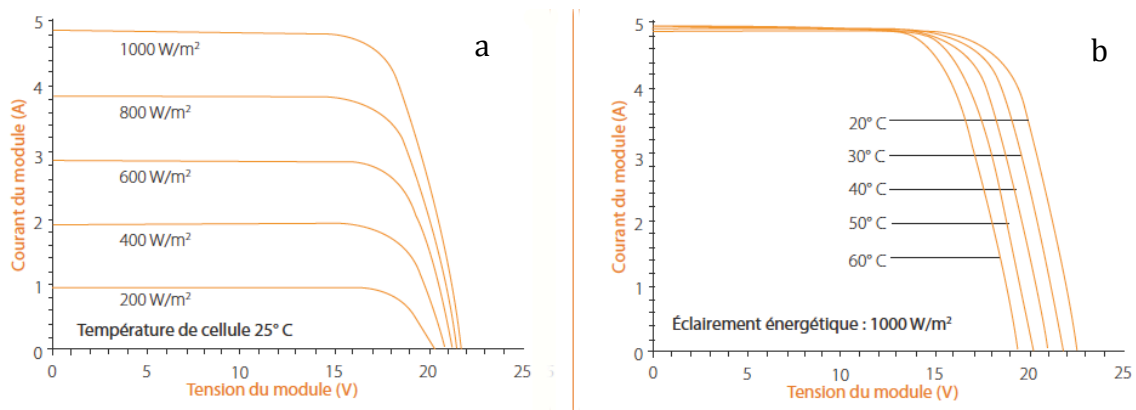 a
Courant du module (A)
5
4
3
2
1
0
1000 W/m²
800 W/m²
600 W/m²
400 W/m²
200 W/m²
Température de cellule 25° C
0 5 10 15 20 25
Tension du module (V)
b
Courant du module (A)
5
4
3
2
1
0
20° C
30° C
40° C
50° C
60° C
Éclairement énergétique : 1000 W/m²
0 5 10 15 20 25
Tension du module (V)